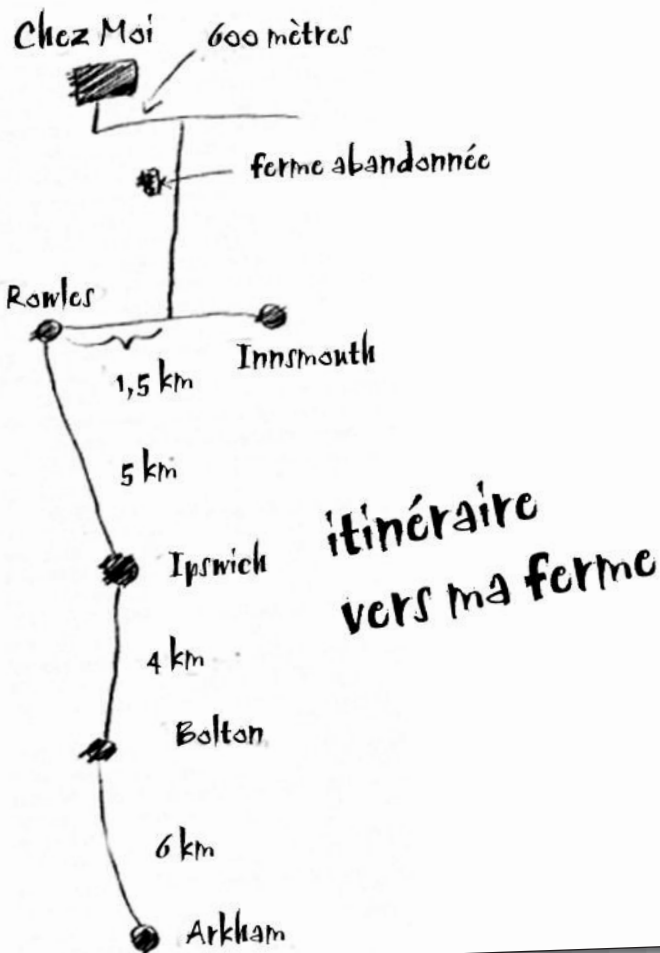 Chez Moi
600 mètres
ferme abandonnée
Rowles
Innsmouth
1,5 km
5 km
Ipswich
itinéraire
vers ma ferme
4 km
Bolton
6 km
Arkham